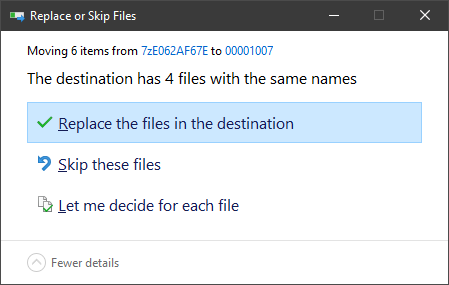 Replace or Skip Files
Moving 6 items from 7zE062AF67E to 00001007
The destination has 4 files with the same names
Replace the files in the destination
Skip these files
Let me decide for each file
Fewer details